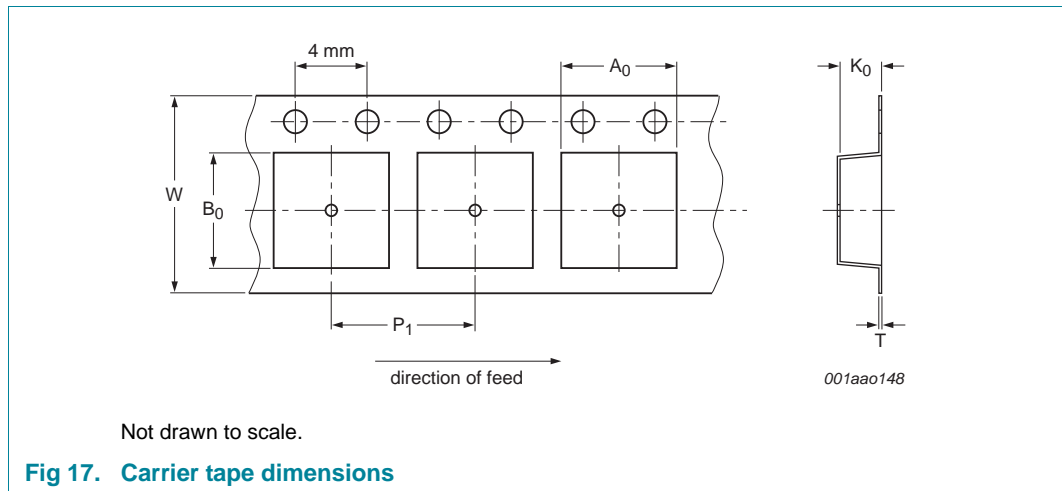 4 mm
A0
K0
W
B0
P1
T
direction of feed
001aao148
Not drawn to scale.
Fig 17. Carrier tape dimensions